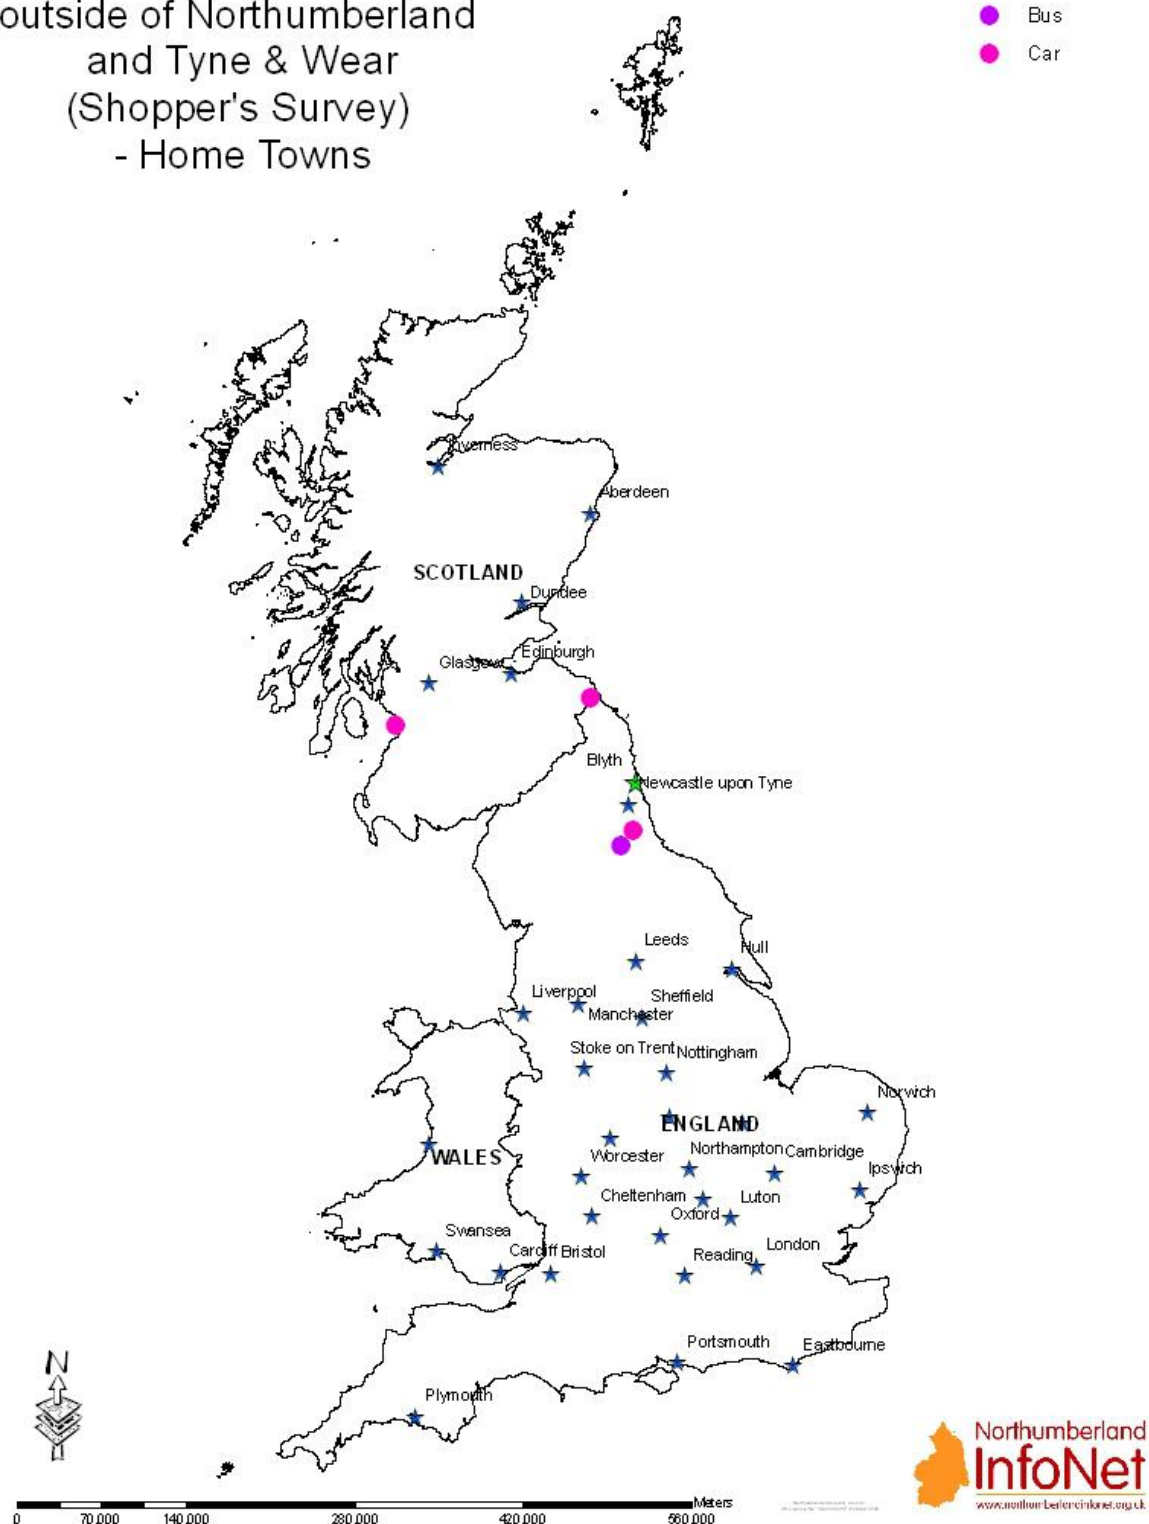 outside of Northumberland
and Tyne & Wear
(Shopper's Survey)
- Home Towns
Bus
Car
Inverness
Aberdeen
SCOTLAND
Dundee
Edinburgh
Glasgow
Blyth
Newcastle upon Tyne
Leeds
Hull
Liverpool
Sheffield
Manchester
Stoke on Trent
Nottingham
Norwich
ENGLAND
Northampton
Cambridge
WALES
Worcester
Ipswich
Cheltenham
Luton
Oxford
Swansea
Cardiff
Bristol
London
Reading
Portsmouth
Eastbourne
N
Plymouth
Northumberland
InfoNet
www.northumberlandinfonet.org.uk
Meters
0
70,000
140,000
280,000
420,000
560,000